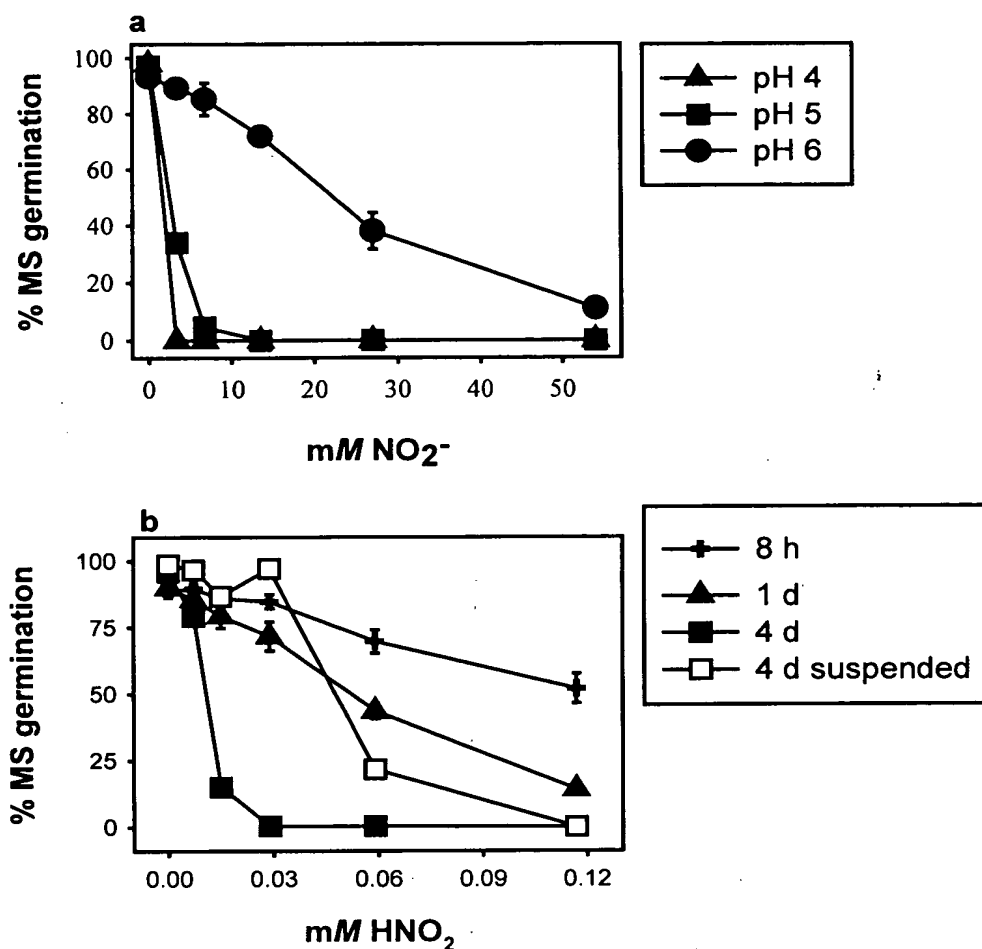 a
100
80
60
40
20
0
% MS germination
0 10 20 30 40 50
mM NO₂⁻
pH 4
pH 5
pH 6
b
100
75
50
25
0
% MS germination
0.00 0.03 0.06 0.09 0.12
mM HNO₂
8 h
1 d
4 d
4 d suspended